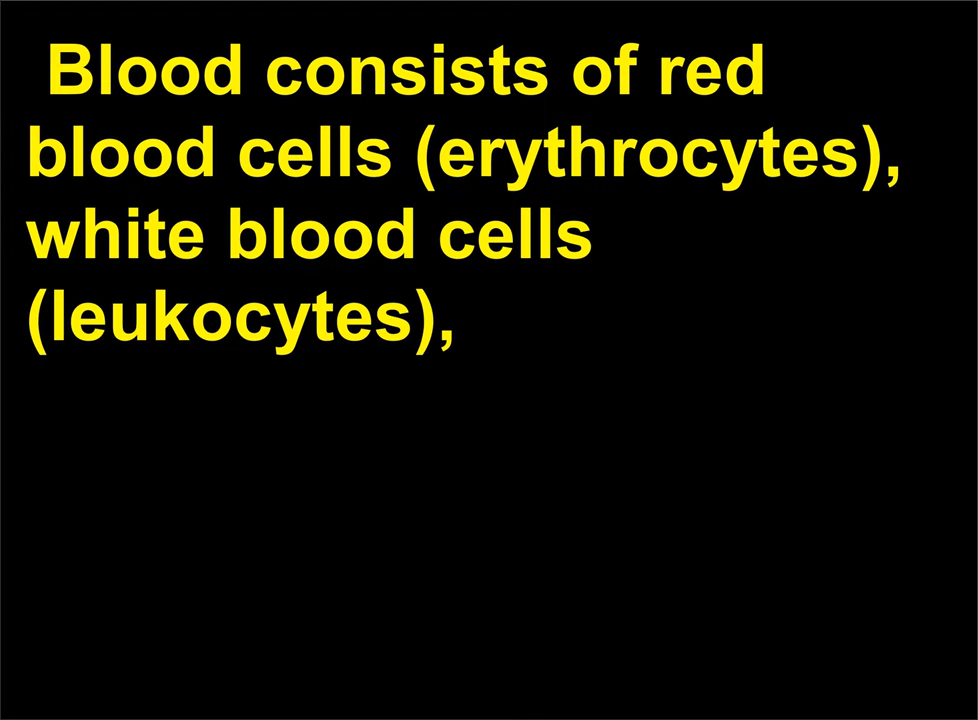 Blood consists of red
blood cells (erythrocytes),
white blood cells
(leukocytes),